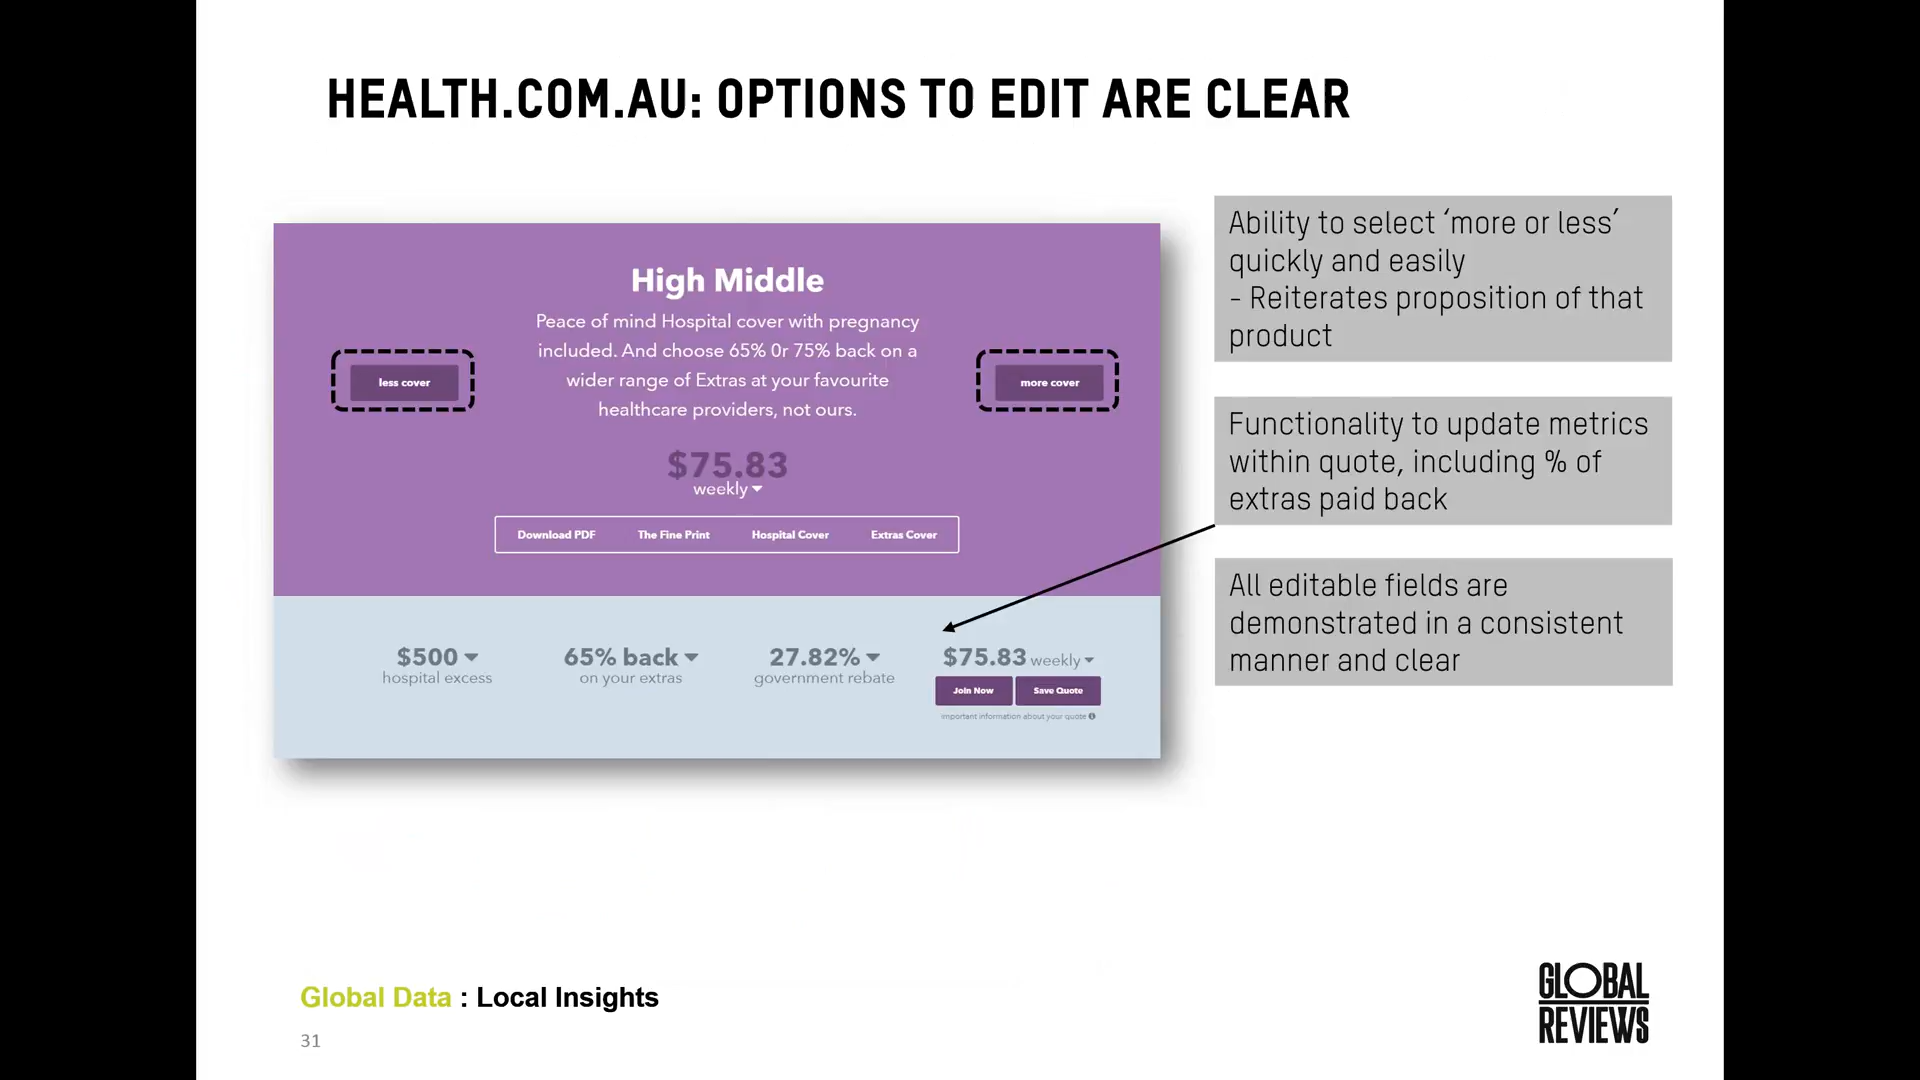 HEALTH.COM.AU: OPTIONS TO EDIT ARE CLEAR
High Middle
Peace of mind Hospital cover with pregnancy
included. And choose 65% 0r 75% back on a
wider range of Extras at your favourite
healthcare providers, not ours.
less cover
more cover
$75.83
weekly
Download PDF The Fine Print Hospital Cover Extras Cover
$500 65% back 27.82% $75.83 weekly
hospital excess on your extras government rebate
Join Now Save Quote
important information about your quote
Ability to select ‘more or less’
quickly and easily
- Reiterates proposition of that
product
Functionality to update metrics
within quote, including % of
extras paid back
All editable fields are
demonstrated in a consistent
manner and clear
Global Data : Local Insights
31
GLOBAL
REVIEWS